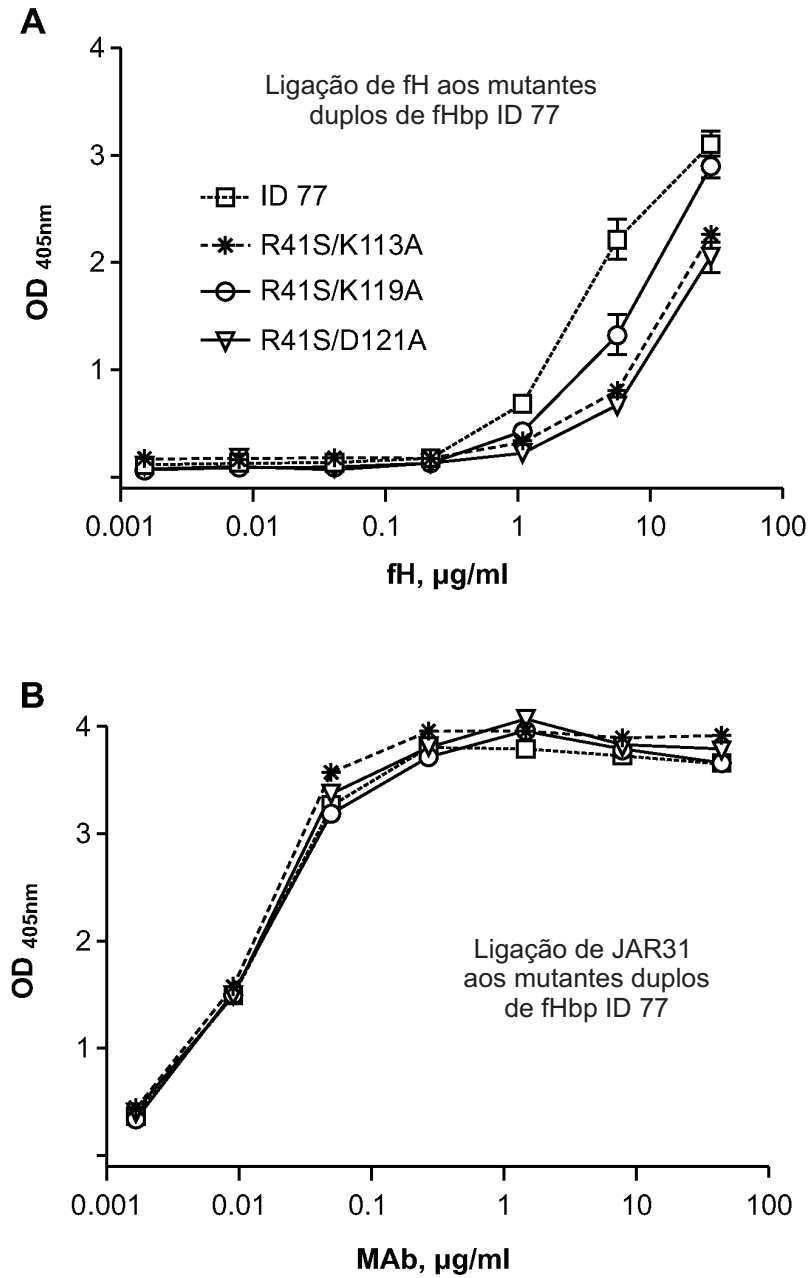 A
4
3
2
1
OD 405nm
Ligação de fH aos mutantes
duplos de fHbp ID 77
ID 77
R41S/K113A
R41S/K119A
R41S/D121A
0.001
0.01
0.1
1
10
100
fH, µg/ml
B
4
3
2
1
OD 405nm
Ligação de JAR31
aos mutantes duplos
de fHbp ID 77
0.001
0.01
0.1
1
10
100
MAb, µg/ml